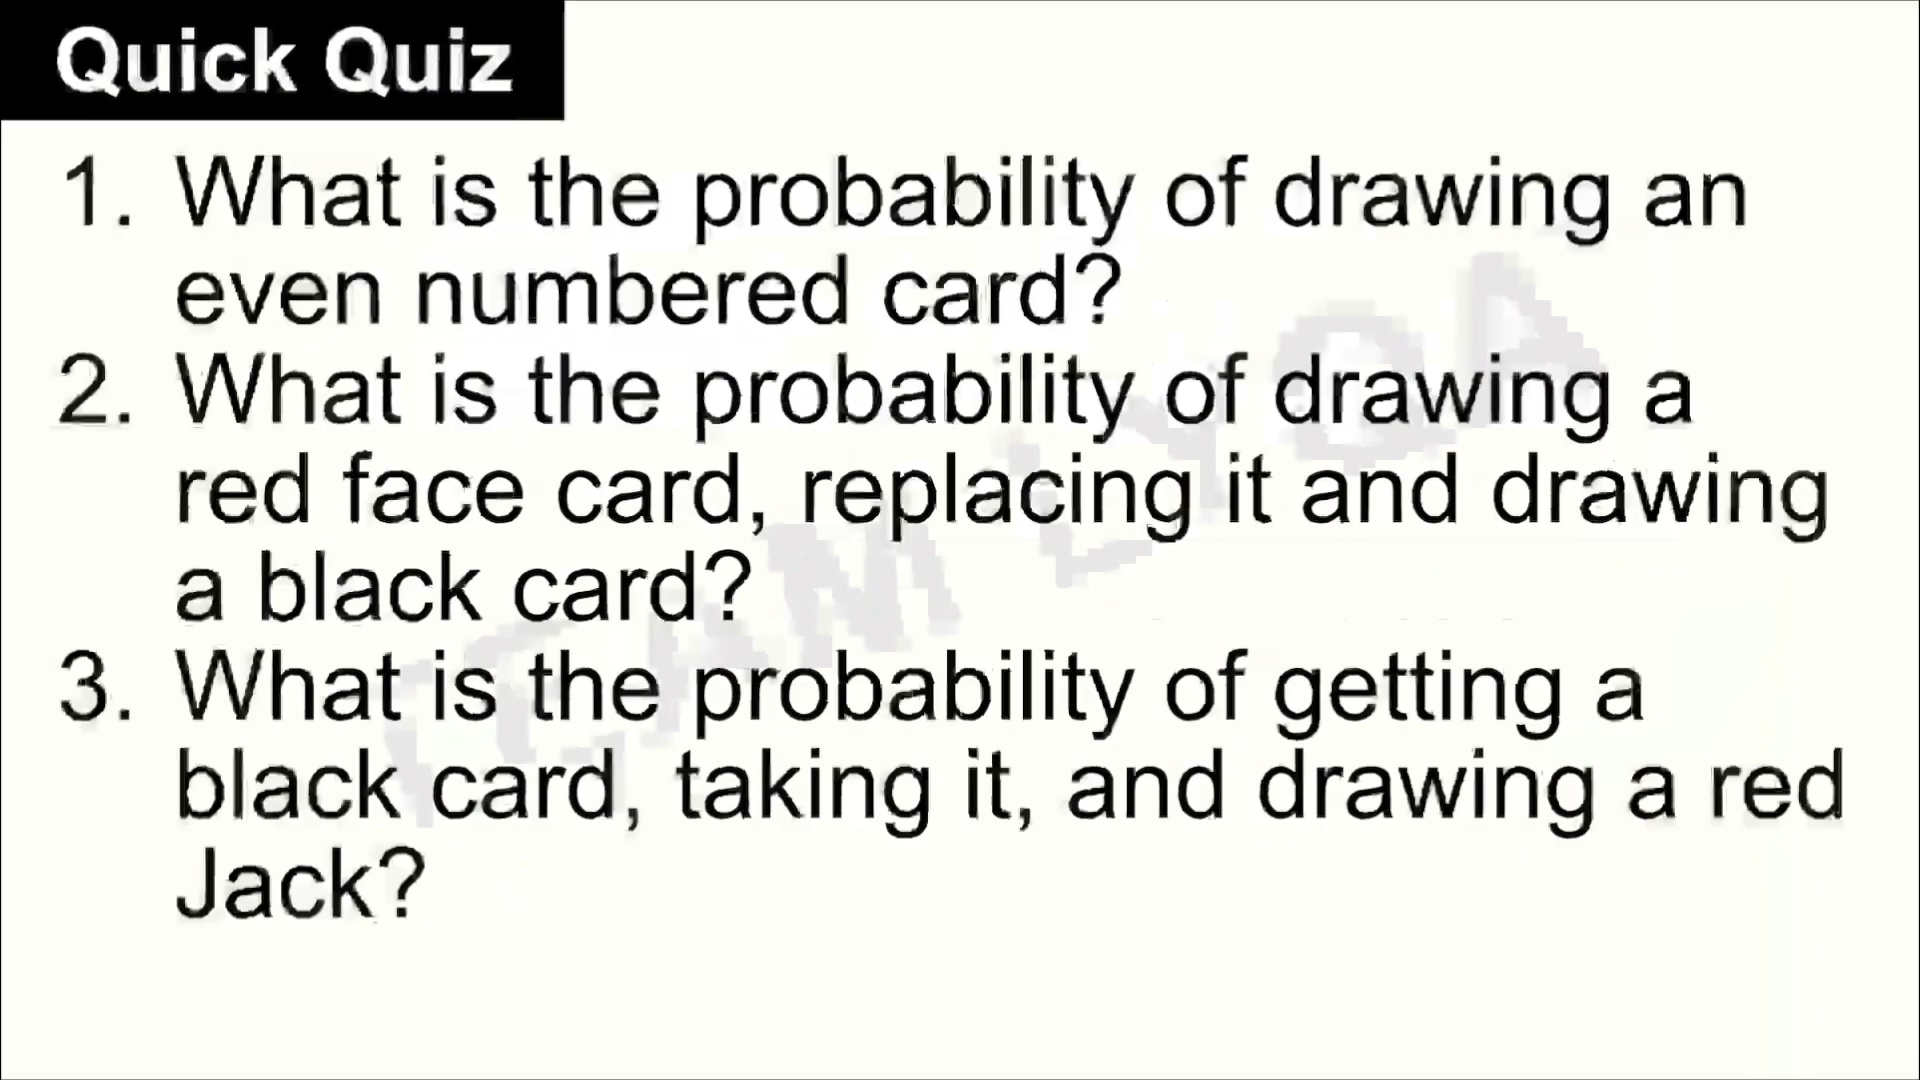 Quick Quiz
1. What is the probability of drawing an
even numbered card?
2. What is the probability of drawing a
red face card, replacing it and drawing
a black card?
3. What is the probability of getting a
black card, taking it, and drawing a red
Jack?